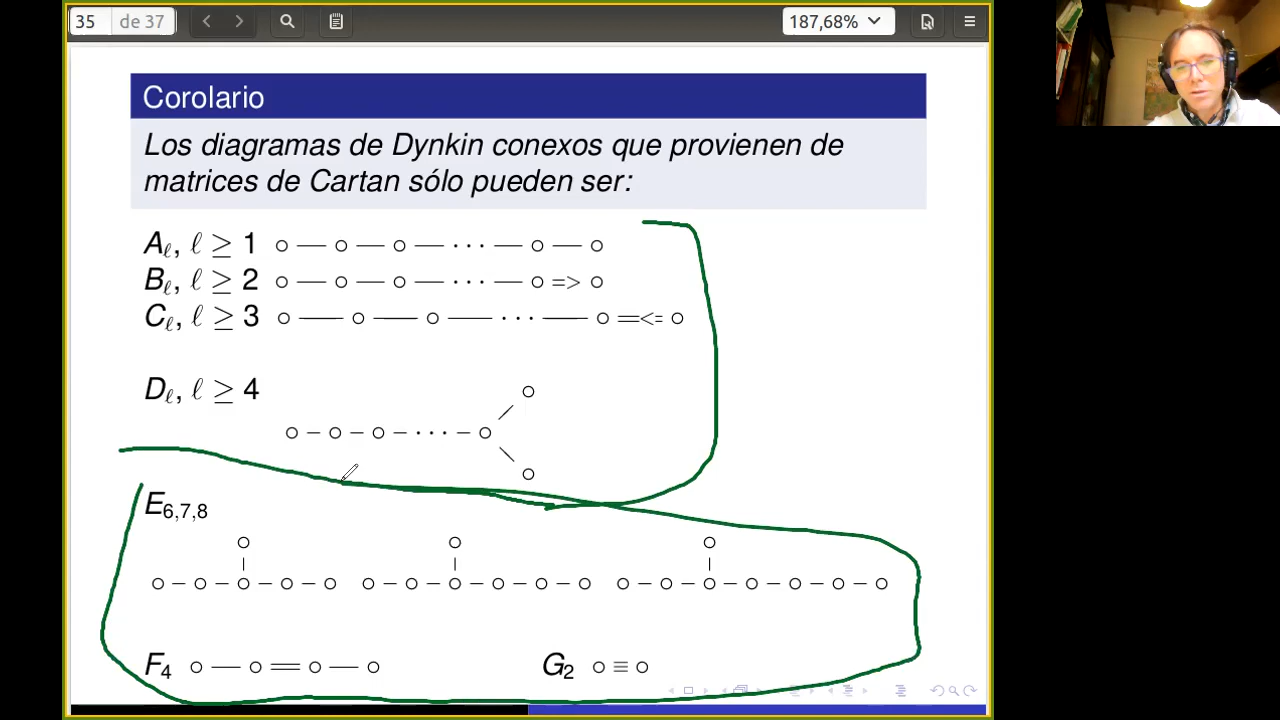 35 de 37 187,68%
Corolario
Los diagramas de Dynkin conexos que provienen de
matrices de Cartan sólo pueden ser:
Aℓ, ℓ ≥ 1
Bℓ, ℓ ≥ 2
Cℓ, ℓ ≥ 3
Dℓ, ℓ ≥ 4
E6,7,8
F4 G2